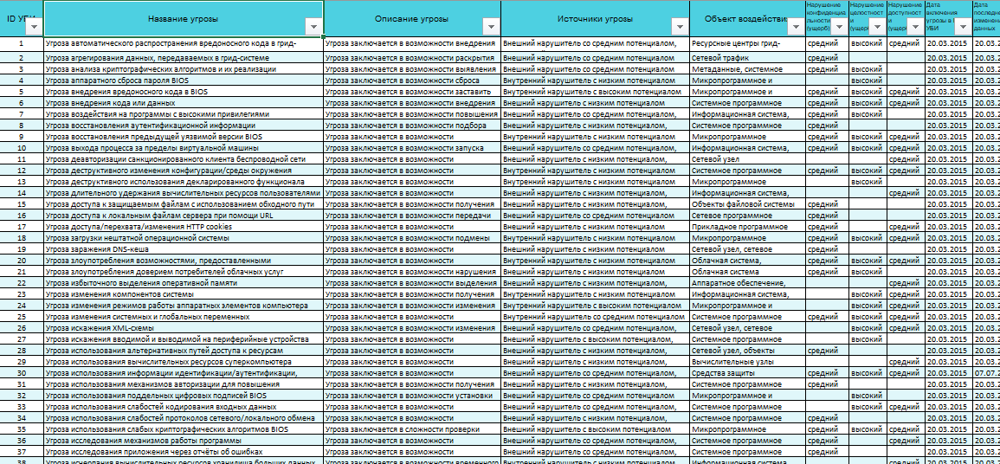 ID УБИ Название угрозы Описание угрозы Источники угрозы Объект воздействия Нарушение конфиденциальности (ущерб) Нарушение целостности (ущерб) Нарушение доступности (ущерб) Дата включения угрозы в УБИ Дата последнего изменения данных
1 Угроза автоматического распространения вредоносного кода в грид- Угроза заключается в возможности внедрения Внешний нарушитель со средним потенциалом, Ресурсные центры грид- средний высокий средний 20.03.2015 20.03.2
2 Угроза агрегирования данных, передаваемых в грид-системе Угроза заключается в возможности раскрытия Внешний нарушитель со средним потенциалом Сетевой трафик средний 20.03.2015 20.03.2
3 Угроза анализа криптографических алгоритмов и их реализации Угроза заключается в возможности выявления Внешний нарушитель со средним потенциалом Метаданные, системное средний высокий 20.03.2015 20.03.2
4 Угроза аппаратного сброса пароля BIOS Угроза заключается в возможности сброса Внутренний нарушитель с низким потенциалом Микропрограммное и высокий 20.03.2015 20.03.2
5 Угроза внедрения вредоносного кода в BIOS Угроза заключается в возможности заставить Внутренний нарушитель с высоким потенциалом Микропрограммное и средний высокий средний 20.03.2015 20.03.2
6 Угроза внедрения кода или данных Угроза заключается в возможности внедрения Внешний нарушитель с низким потенциалом Системное программное средний высокий средний 20.03.2015 20.03.2
7 Угроза воздействия на программы с высокими привилегиями Угроза заключается в возможности повышения Внешний нарушитель со средним потенциалом, Информационная система, средний высокий 20.03.2015 20.03.2
8 Угроза восстановления аутентификационной информации Угроза заключается в возможности подбора Внешний нарушитель с низким потенциалом, Системное программное средний 20.03.2015 20.03.2
9 Угроза восстановления предыдущей уязвимой версии BIOS Угроза заключается в возможности Внутренний нарушитель с низким потенциалом Микропрограммное средний высокий средний 20.03.2015 20.03.2
10 Угроза выхода процесса за пределы виртуальной машины Угроза заключается в возможности запуска Внешний нарушитель со средним потенциалом, Информационная система, средний высокий средний 20.03.2015 20.03.2
11 Угроза деавторизации санкционированного клиента беспроводной сети Угроза заключается в возможности Внешний нарушитель с низким потенциалом, Сетевой узел средний 20.03.2015 20.03.2
12 Угроза деструктивного изменения конфигурации/среды окружения Угроза заключается в возможности Внутренний нарушитель с низким потенциалом Системное программное средний высокий средний 20.03.2015 20.03.2
13 Угроза деструктивного использования декларированного функционала Угроза заключается в возможности Внутренний нарушитель с низким потенциалом Микропрограммное высокий 20.03.2015 20.03.2
14 Угроза длительного удержания вычислительных ресурсов пользователями Угроза заключается в возможности Внешний нарушитель с низким потенциалом, Информационная система, средний 20.03.2015 20.03.2
15 Угроза доступа к защищаемым файлам с использованием обходного пути Угроза заключается в возможности получения Внешний нарушитель с низким потенциалом, Объекты файловой системы средний 20.03.2015 20.03.2
16 Угроза доступа к локальным файлам сервера при помощи URL Угроза заключается в возможности передачи Внешний нарушитель со средним потенциалом Сетевое программное средний 20.03.2015 20.03.2
17 Угроза доступа/перехвата/изменения HTTP cookies Угроза заключается в возможности Внешний нарушитель с низким потенциалом Прикладное программное средний средний 20.03.2015 20.03.2
18 Угроза загрузки нештатной операционной системы Угроза заключается в возможности подмены Внутренний нарушитель с низким потенциалом Микропрограммное средний высокий средний 20.03.2015 20.03.2
19 Угроза заражения DNS-кеша Угроза заключается в возможности Внешний нарушитель с низким потенциалом Сетевой узел, сетевое средний 20.03.2015 20.03.2
20 Угроза злоупотребления возможностями, предоставленными Угроза заключается в возможности Внутренний нарушитель с низким потенциалом Облачная система, средний высокий средний 20.03.2015 20.03.2
21 Угроза злоупотребления доверием потребителей облачных услуг Угроза заключается в возможности нарушения Внешний нарушитель с низким потенциалом Облачная система средний высокий 20.03.2015 20.03.2
22 Угроза избыточного выделения оперативной памяти Угроза заключается в возможности выделения Внешний нарушитель с низким потенциалом, Аппаратное обеспечение, средний 20.03.2015 20.03.2
23 Угроза изменения компонентов системы Угроза заключается в возможности получения Внутренний нарушитель с низким потенциалом Информационная система, высокий средний 20.03.2015 20.03.2
24 Угроза изменения режимов работы аппаратных элементов компьютера Угроза заключается в возможности изменения Внутренний нарушитель с высоким потенциалом Микропрограммное и высокий средний 20.03.2015 20.03.2
25 Угроза изменения системных и глобальных переменных Угроза заключается в возможности Внутренний нарушитель со средним потенциалом Системное программное средний высокий средний 20.03.2015 20.03.2
26 Угроза искажения XML-схемы Угроза заключается в возможности изменения Внешний нарушитель со средним потенциалом, Сетевой узел, сетевое высокий средний 20.03.2015 20.03.2
27 Угроза искажения вводимой и выводимой на периферийные устройства Угроза заключается в возможности Внешний нарушитель с высоким потенциалом, Системное программное высокий 20.03.2015 20.03.2
28 Угроза использования альтернативных путей доступа к ресурсам Угроза заключается в возможности Внешний нарушитель с низким потенциалом, Сетевой узел, объекты средний 20.03.2015 20.03.2
29 Угроза использования вычислительных ресурсов суперкомпьютера Угроза заключается в возможности Внешний нарушитель с низким потенциалом, Вычислительные узлы средний 20.03.2015 20.03.2
30 Угроза использования информации идентификации/аутентификации, Угроза заключается в возможности Внешний нарушитель со средним потенциалом, Средства защиты средний высокий средний 20.03.2015 07.07.2
31 Угроза использования механизмов авторизации для повышения Угроза заключается в возможности получения Внешний нарушитель с низким потенциалом, Системное программное средний 20.03.2015 20.03.2
32 Угроза использования поддельных цифровых подписей BIOS Угроза заключается в возможности установки Внешний нарушитель со средним потенциалом Микропрограммное и высокий 20.03.2015 20.03.2
33 Угроза использования слабостей кодирования входных данных Угроза заключается в возможности Внешний нарушитель со средним потенциалом, Системное программное высокий средний 20.03.2015 20.03.2
34 Угроза использования слабостей протоколов сетевого/локального обмена Угроза заключается в возможности Внешний нарушитель с низким потенциалом, Системное программное средний 20.03.2015 20.03.2
35 Угроза использования слабых криптографических алгоритмов BIOS Угроза заключается в сложности проверки Внешний нарушитель с высоким потенциалом Микропрограммное средний высокий средний 20.03.2015 20.03.2
36 Угроза исследования механизмов работы программы Угроза заключается в возможности Внешний нарушитель со средним потенциалом, Системное программное средний средний 20.03.2015 20.03.2
37 Угроза исследования приложения через отчёты об ошибках Угроза заключается в возможности Внешний нарушитель со средним потенциалом, Системное программное средний 20.03.2015 20.03.2
38 Угроза исчерпания вычислительных ресурсов хранилища больших данных Угроза заключается в возможности временного Внешний нарушитель с низким потенциалом, Информационная система средний 20.03.2015 20.03.2